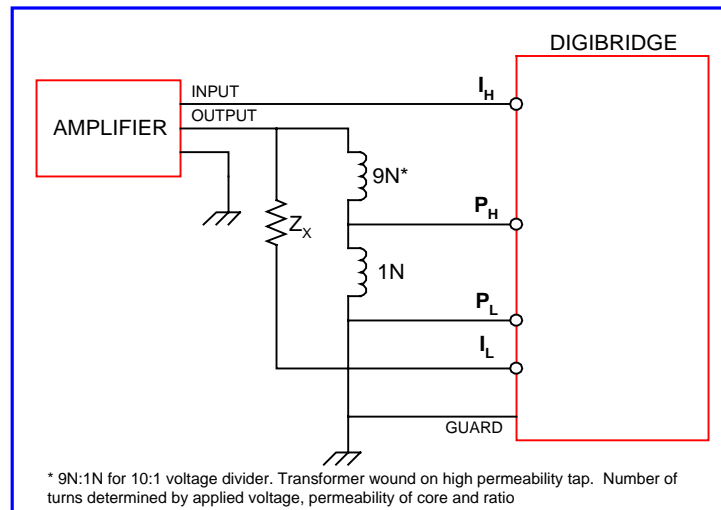 DIGIBRIDGE
INPUT
I_H
OUTPUT
AMPLIFIER
9N*
P_H
Z_X
1N
P_L
I_L
GUARD
* 9N:1N for 10:1 voltage divider. Transformer wound on high permeability tap. Number of
turns determined by applied voltage, permeability of core and ratio